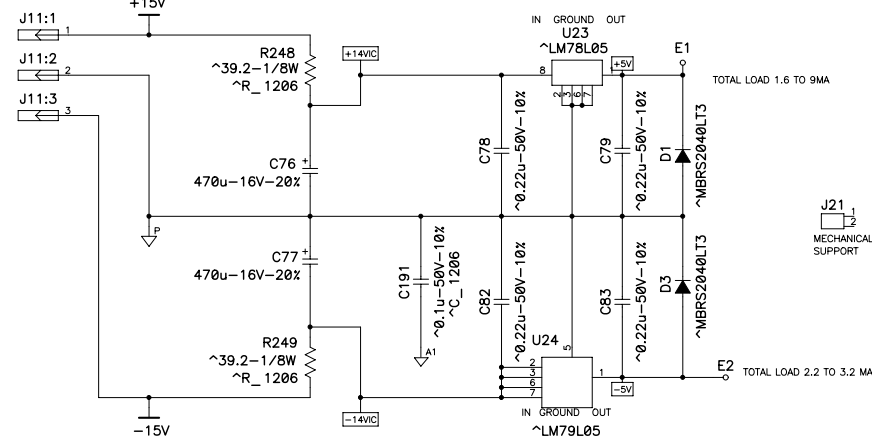 +15V
J11:1
1
J11:2
2
J11:3
3
R248
^39.2-1/8W
^R_1206
+14VIC
C76
+
470u-16V-20%
P
C77
+
470u-16V-20%
R249
^39.2-1/8W
^R_1206
-14VIC
-15V
C191
^0.1u-50V-10%
^C_1206
A1
IN GROUND OUT
U23
^LM78L05
8
2
3
6
7
1
+5V
E1
TOTAL LOAD 1.6 TO 9MA
C78
^0.22u-50V-10%
C79
^0.22u-50V-10%
D1
^MBRS2040LT3
J21
1
2
MECHANICAL
SUPPORT
C82
^0.22u-50V-10%
C83
^0.22u-50V-10%
D3
^MBRS2040LT3
U24
5
2
3
6
7
1
-5V
E2
TOTAL LOAD 2.2 TO 3.2 MA
IN GROUND OUT
^LM79L05